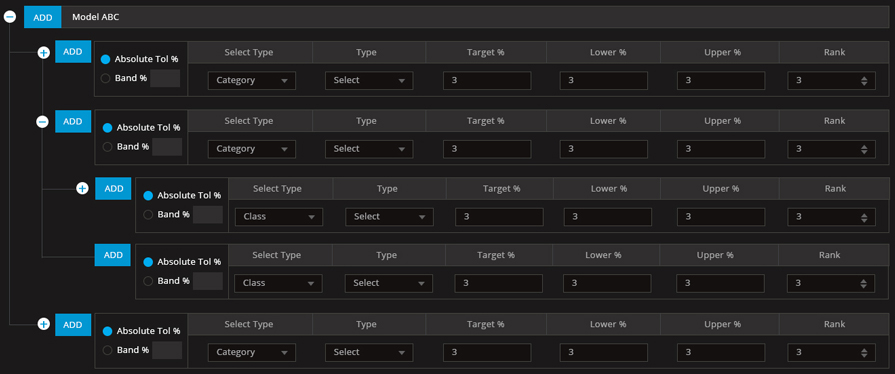 ADD Model ABC
ADD Absolute Tol % Select Type Type Target % Lower % Upper % Rank
Band % Category Select 3 3 3 3
ADD Absolute Tol % Select Type Type Target % Lower % Upper % Rank
Band % Category Select 3 3 3 3
ADD Absolute Tol % Select Type Type Target % Lower % Upper % Rank
Band % Class Select 3 3 3 3
ADD Absolute Tol % Select Type Type Target % Lower % Upper % Rank
Band % Class Select 3 3 3 3
ADD Absolute Tol % Select Type Type Target % Lower % Upper % Rank
Band % Category Select 3 3 3 3